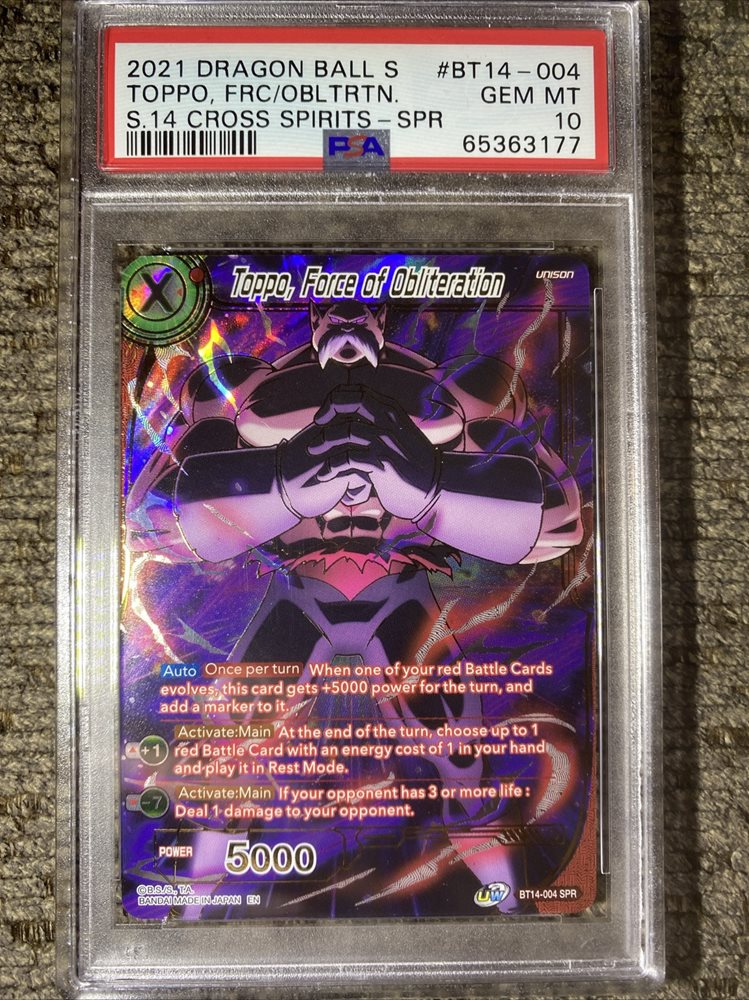 2021 DRAGON BALL S #BT14-004
TOPPO, FRC/OBLTRTN. GEM MT
S.14 CROSS SPIRITS-SPR 10
PSA 65363177
X Toppo, Force of Obliteration UNISON
Auto Once per turn When one of your red Battle Cards
evolves, this card gets +5000 power for the turn, and
add a marker to it.
Activate:Main At the end of the turn, choose up to 1
+1 red Battle Card with an energy cost of 1 in your hand
and play it in Rest Mode.
-7 Activate:Main If your opponent has 3 or more life :
Deal 1 damage to your opponent.
POWER 5000
©B.S./S., T.A.
BANDAI MADE IN JAPAN EN UW BT14-004 SPR